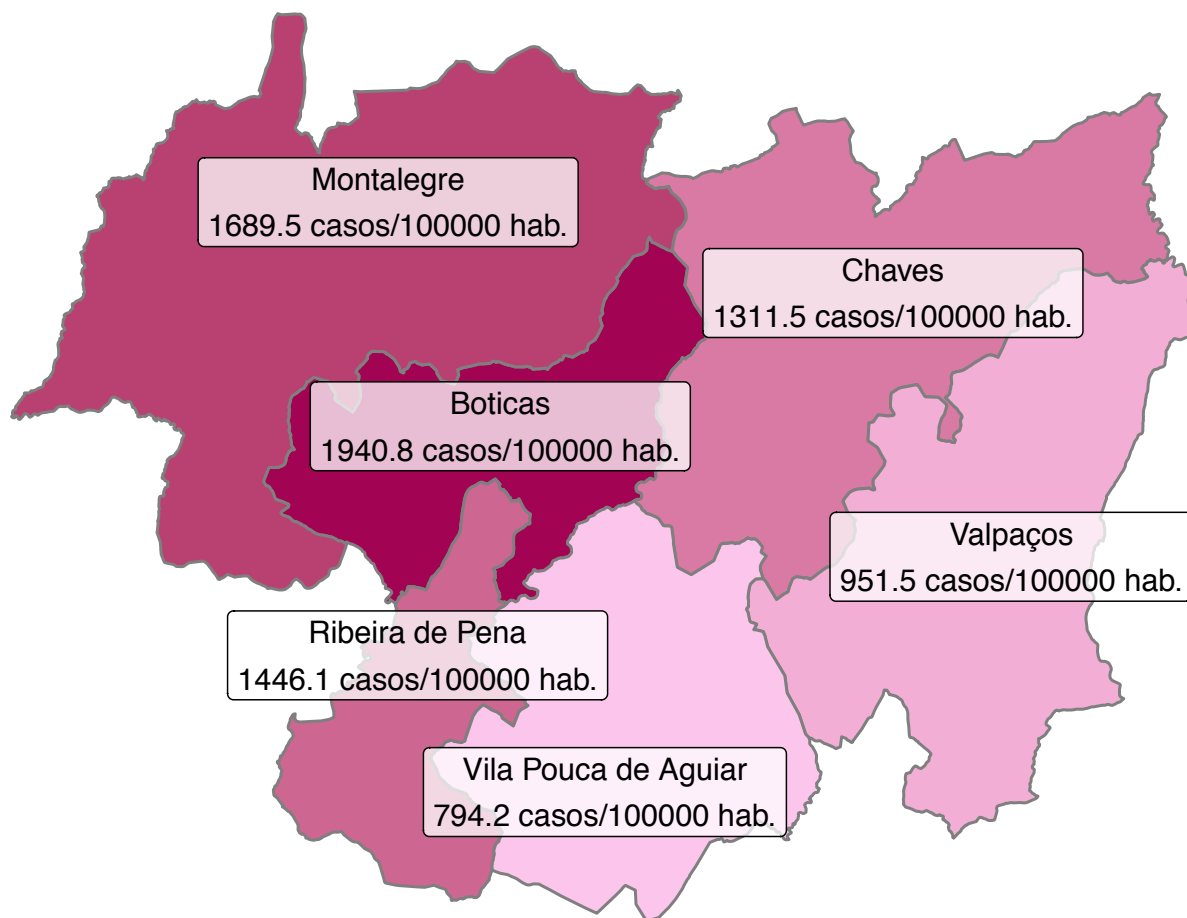 Montalegre
1689.5 casos/100000 hab.
Chaves
1311.5 casos/100000 hab.
Boticas
1940.8 casos/100000 hab.
Valpaços
951.5 casos/100000 hab.
Ribeira de Pena
1446.1 casos/100000 hab.
Vila Pouca de Aguiar
794.2 casos/100000 hab.